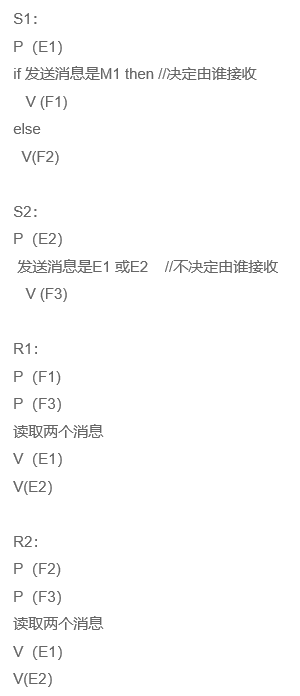 S1：
P（E1）
if 发送消息是M1 then //决定由谁接收
V (F1)
else
V(F2)
S2：
P（E2）
发送消息是E1 或E2 //不决定由谁接收
V (F3)
R1：
P（F1）
P（F3）
读取两个消息
V（E1）
V(E2）
R2：
P（F2）
P（F3）
读取两个消息
V（E1）
V(E2）